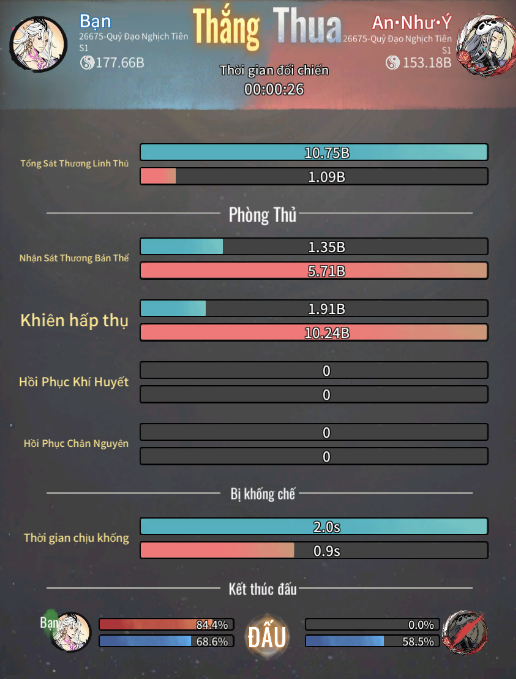 Bạn
Thắng
Thua
An•Như•Ý
26675-Quỷ Đạo Nghịch Tiên
S1
26675-Quỷ Đạo Nghịch Tiên
S1
177.66B
153.18B
Thời gian đối chiến
00:00:26
Tổng Sát Thương Linh Thú
10.75B
1.09B
Phòng Thủ
Nhận Sát Thương Bản Thể
1.35B
5.71B
Khiên hấp thụ
1.91B
10.24B
Hồi Phục Khí Huyết
0
0
Hồi Phục Chân Nguyên
0
0
Bị khống chế
Thời gian chịu khống
2.0s
0.9s
Kết thúc đấu
Bạn
84.4%
68.6%
ĐẤU
0.0%
58.5%